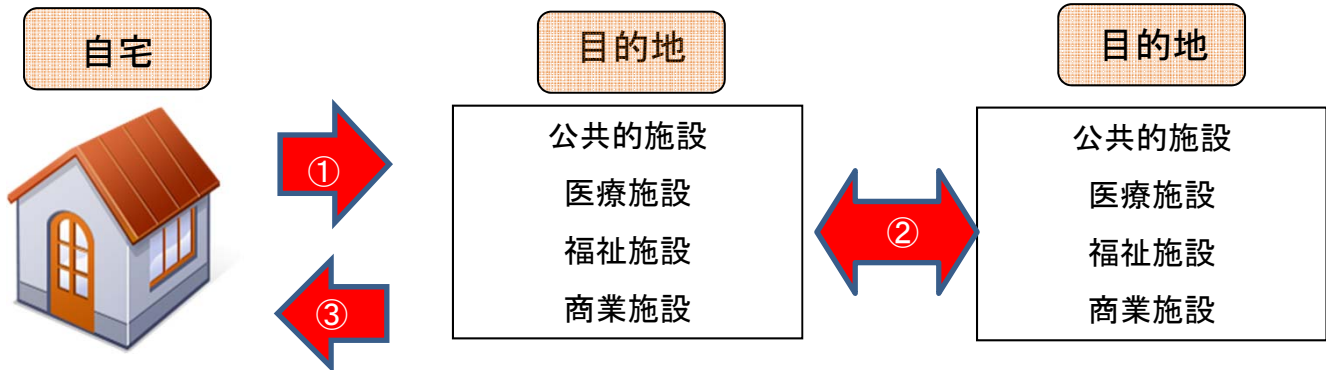 自宅
目的地
目的地
①
③
公共的施設
医療施設
福祉施設
商業施設
②
公共的施設
医療施設
福祉施設
商業施設